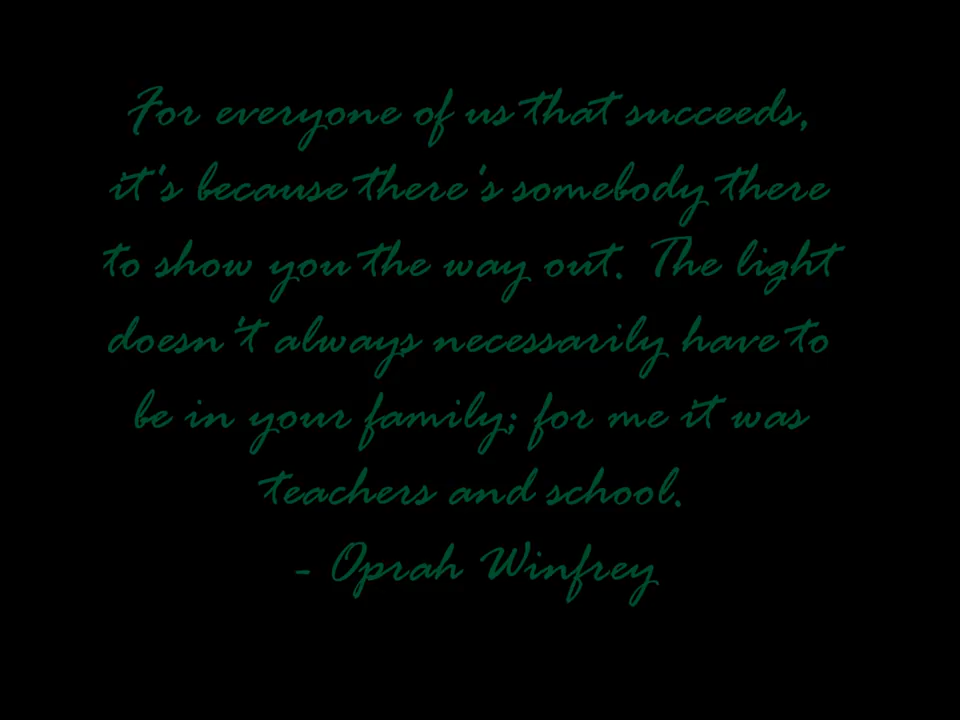 For everyone of us that succeeds,
it's because there's somebody there
to show you the way out. The light
doesn't always necessarily have to
be in your family; for me it was
teachers and school.
- Oprah Winfrey